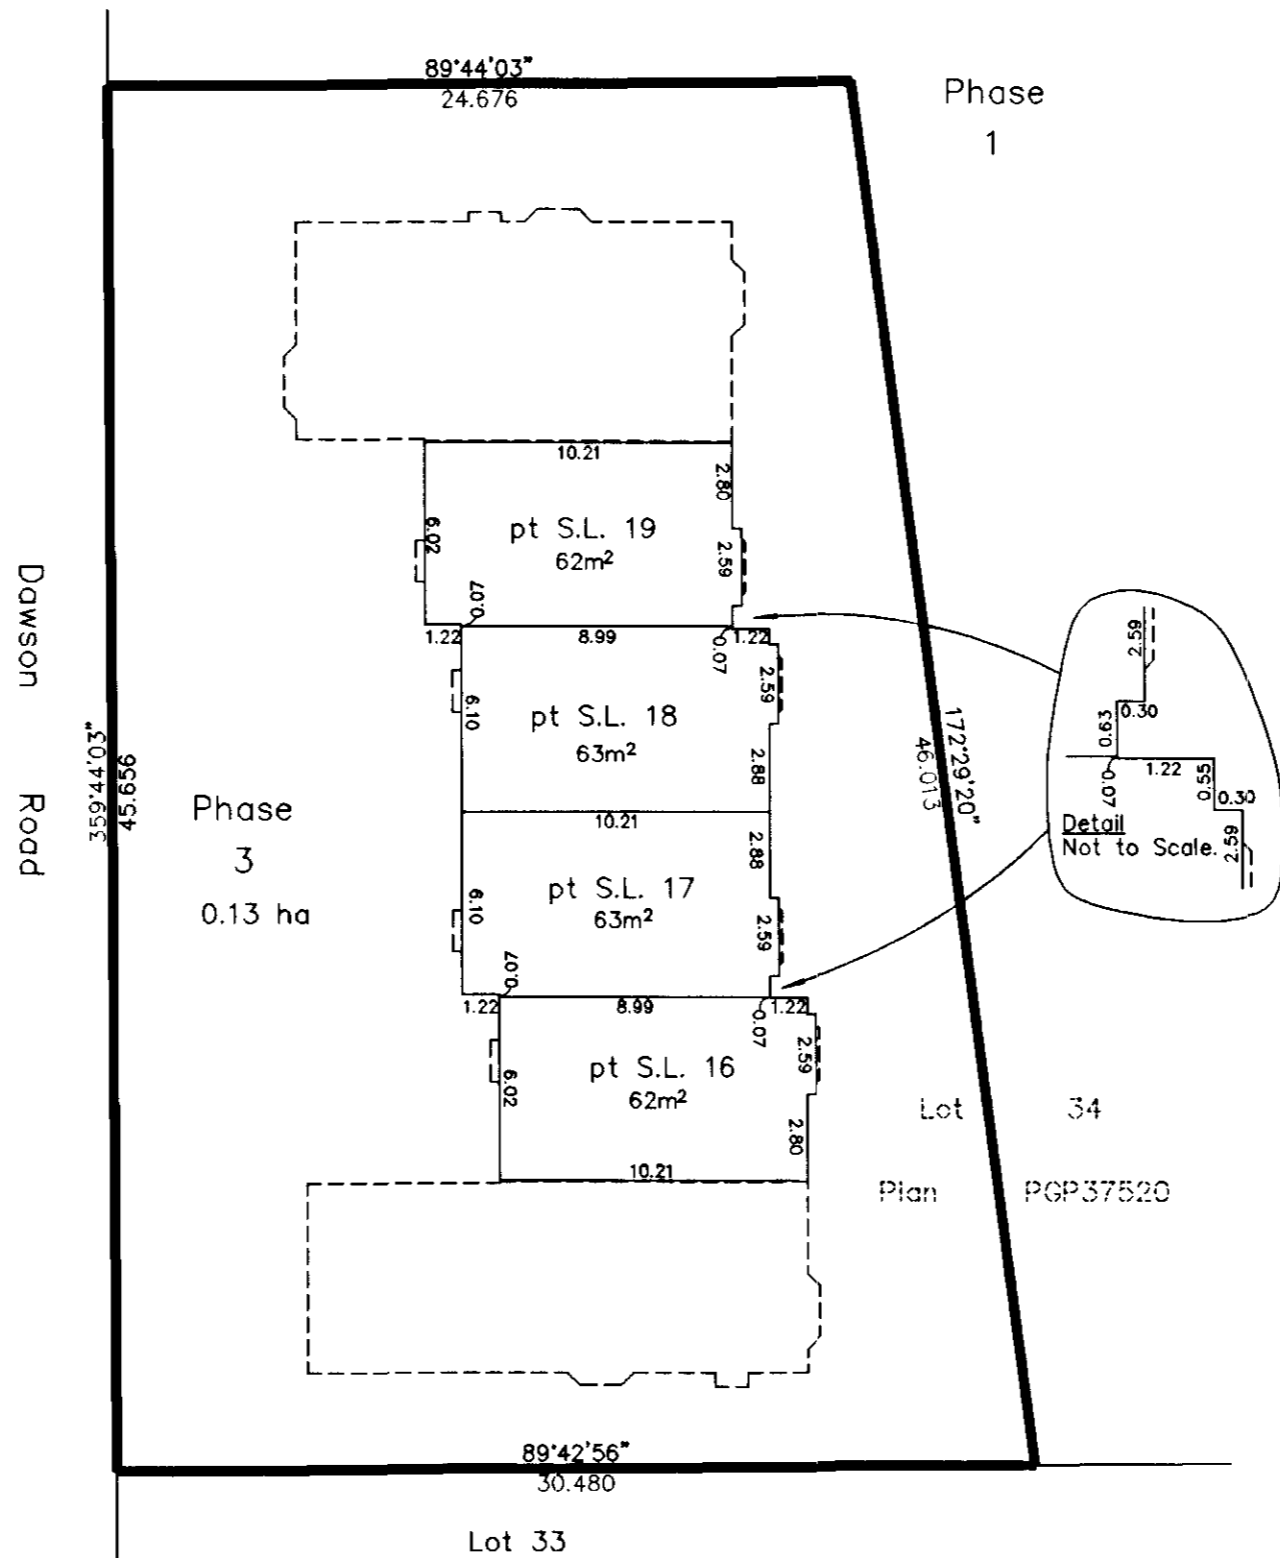 89°44'03"
24.676
Phase
1
10.21
2.80
pt S.L. 19
62m²
6.02
2.59
0.07
1.22
8.99
1.22
0.07
2.59
6.10
pt S.L. 18
63m²
2.88
10.21
2.88
pt S.L. 17
63m²
6.10
2.59
0.07
1.22
8.99
1.22
0.07
2.59
pt S.L. 16
62m²
6.02
2.80
10.21
Dawson Road
359°44'03"
45.656
Phase
3
0.13 ha
172°29'20"
46.013
2.59
0.30
0.63
1.22
0.07
0.55
0.30
Detail
Not to Scale.
2.59
Lot 34
Plan PGP37520
89°42'56"
30.480
Lot 33